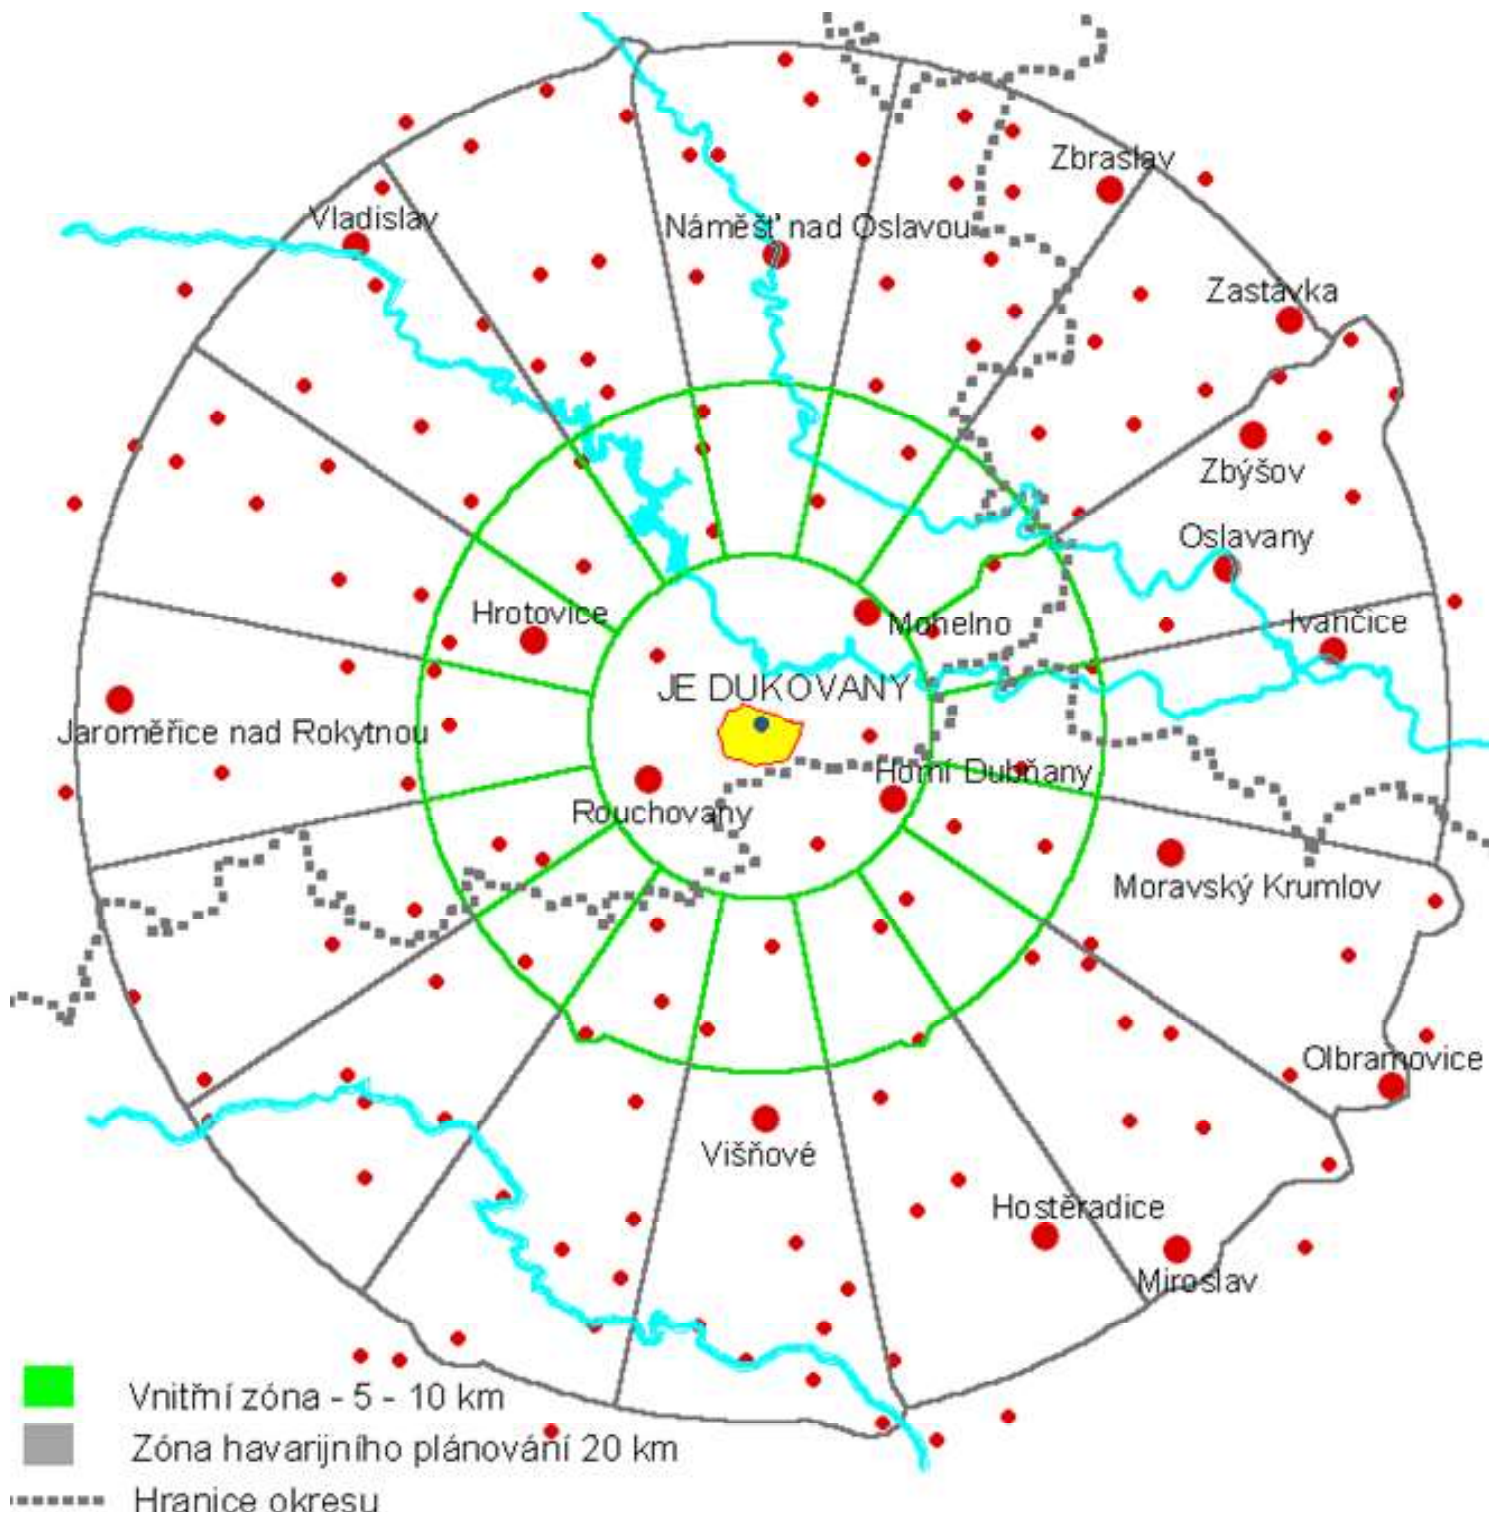 Zbraslav
Vladislav
Náměšť nad Oslavou
Zastávka
Zbýšov
Oslavany
Hrotovice
Mohelno
Ivančice
JE DUKOVANY
Jaroměřice nad Rokytnou
Horní Dubňany
Rouchovany
Moravský Krumlov
Olbramovice
Višňové
Hostěradice
Miroslav
Vnitřní zóna - 5 - 10 km
Zóna havarijního plánování 20 km
Hranice okresu